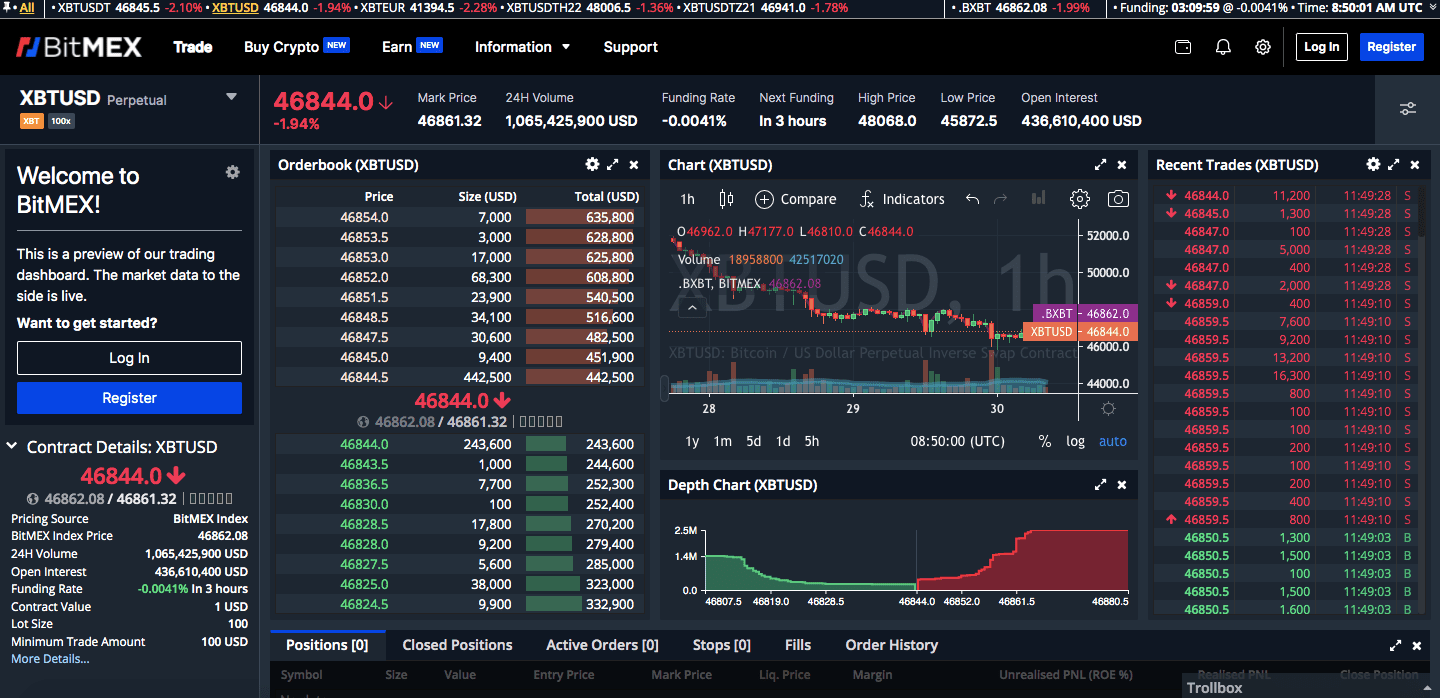 All • XBTUSDT 46845.5 -2.10% • XBTUSD 46844.0 -1.94% • XBTEUR 41394.5 -2.28% • XBTUSDTH22 48006.5 -1.36% • XBTUSDTZ21 46941.0 -1.78% • .BXBT 46862.08 -1.99% • Funding: 03:09:59 @ -0.0041% • Time: 8:50:01 AM UTC
BitMEX Trade Buy Crypto NEW Earn NEW Information Support Log In Register
XBTUSD Perpetual
XBT 100x
46844.0
-1.94%
Mark Price 24H Volume Funding Rate Next Funding High Price Low Price Open Interest
46861.32 1,065,425,900 USD -0.0041% In 3 hours 48068.0 45872.5 436,610,400 USD
Welcome to
BitMEX!
This is a preview of our trading
dashboard. The market data to the
side is live.
Want to get started?
Log In
Register
Contract Details: XBTUSD
46844.0
46862.08 / 46861.32
Pricing Source BitMEX Index
BitMEX Index Price 46862.08
24H Volume 1,065,425,900 USD
Open Interest 436,610,400 USD
Funding Rate -0.0041% In 3 hours
Contract Value 1 USD
Lot Size 100
Minimum Trade Amount 100 USD
More Details...
Orderbook (XBTUSD)
Price Size (USD) Total (USD)
46854.0 7,000 635,800
46853.5 3,000 628,800
46853.0 17,000 625,800
46852.0 68,300 608,800
46851.5 23,900 540,500
46848.5 34,100 516,600
46847.5 30,600 482,500
46845.0 9,400 451,900
46844.5 442,500 442,500
46844.0
46862.08 / 46861.32
46844.0 243,600 243,600
46843.5 1,000 244,600
46836.5 7,700 252,300
46830.0 100 252,400
46828.5 17,800 270,200
46828.0 9,200 279,400
46827.5 5,600 285,000
46825.0 38,000 323,000
46824.5 9,900 332,900
Chart (XBTUSD)
1h Compare Indicators
O46962.0 H47177.0 L46810.0 C46844.0
Volume 18958800 42517020
.BXBT, BITMEX 46862.08
XBTUSD, 1h
XBTUSD: Bitcoin / US Dollar Perpetual Inverse Swap Contract
52000.0
50000.0
.BXBT 46862.0
XBTUSD 46844.0
46000.0
44000.0
28 29 30
1y 1m 5d 1d 5h 08:50:00 (UTC) % log auto
Depth Chart (XBTUSD)
2.5M
1.4M
0.0
46807.5 46819.0 46828.5 46844.0 46852.0 46861.5 46880.5
Recent Trades (XBTUSD)
46844.0 11,200 11:49:28 S
46845.0 1,300 11:49:28 S
46847.0 100 11:49:28 S
46847.0 5,000 11:49:28 S
46847.0 400 11:49:28 S
46847.0 2,000 11:49:28 S
46859.0 400 11:49:10 S
46859.5 7,600 11:49:10 S
46859.5 9,200 11:49:10 S
46859.5 13,200 11:49:10 S
46859.5 16,300 11:49:10 S
46859.5 800 11:49:10 S
46859.5 100 11:49:10 S
46859.5 100 11:49:10 S
46859.5 200 11:49:10 S
46859.5 100 11:49:10 S
46859.5 200 11:49:10 S
46859.5 400 11:49:10 S
46859.5 800 11:49:10 S
46850.5 1,300 11:49:03 B
46850.5 1,500 11:49:03 B
46850.5 100 11:49:03 B
46850.5 1,500 11:49:03 B
46850.5 1,600 11:49:03 B
Positions [0] Closed Positions Active Orders [0] Stops [0] Fills Order History
Symbol Size Value Entry Price Mark Price Liq. Price Margin Unrealised PNL (ROE %) Realised PNL Close Position
Trollbox